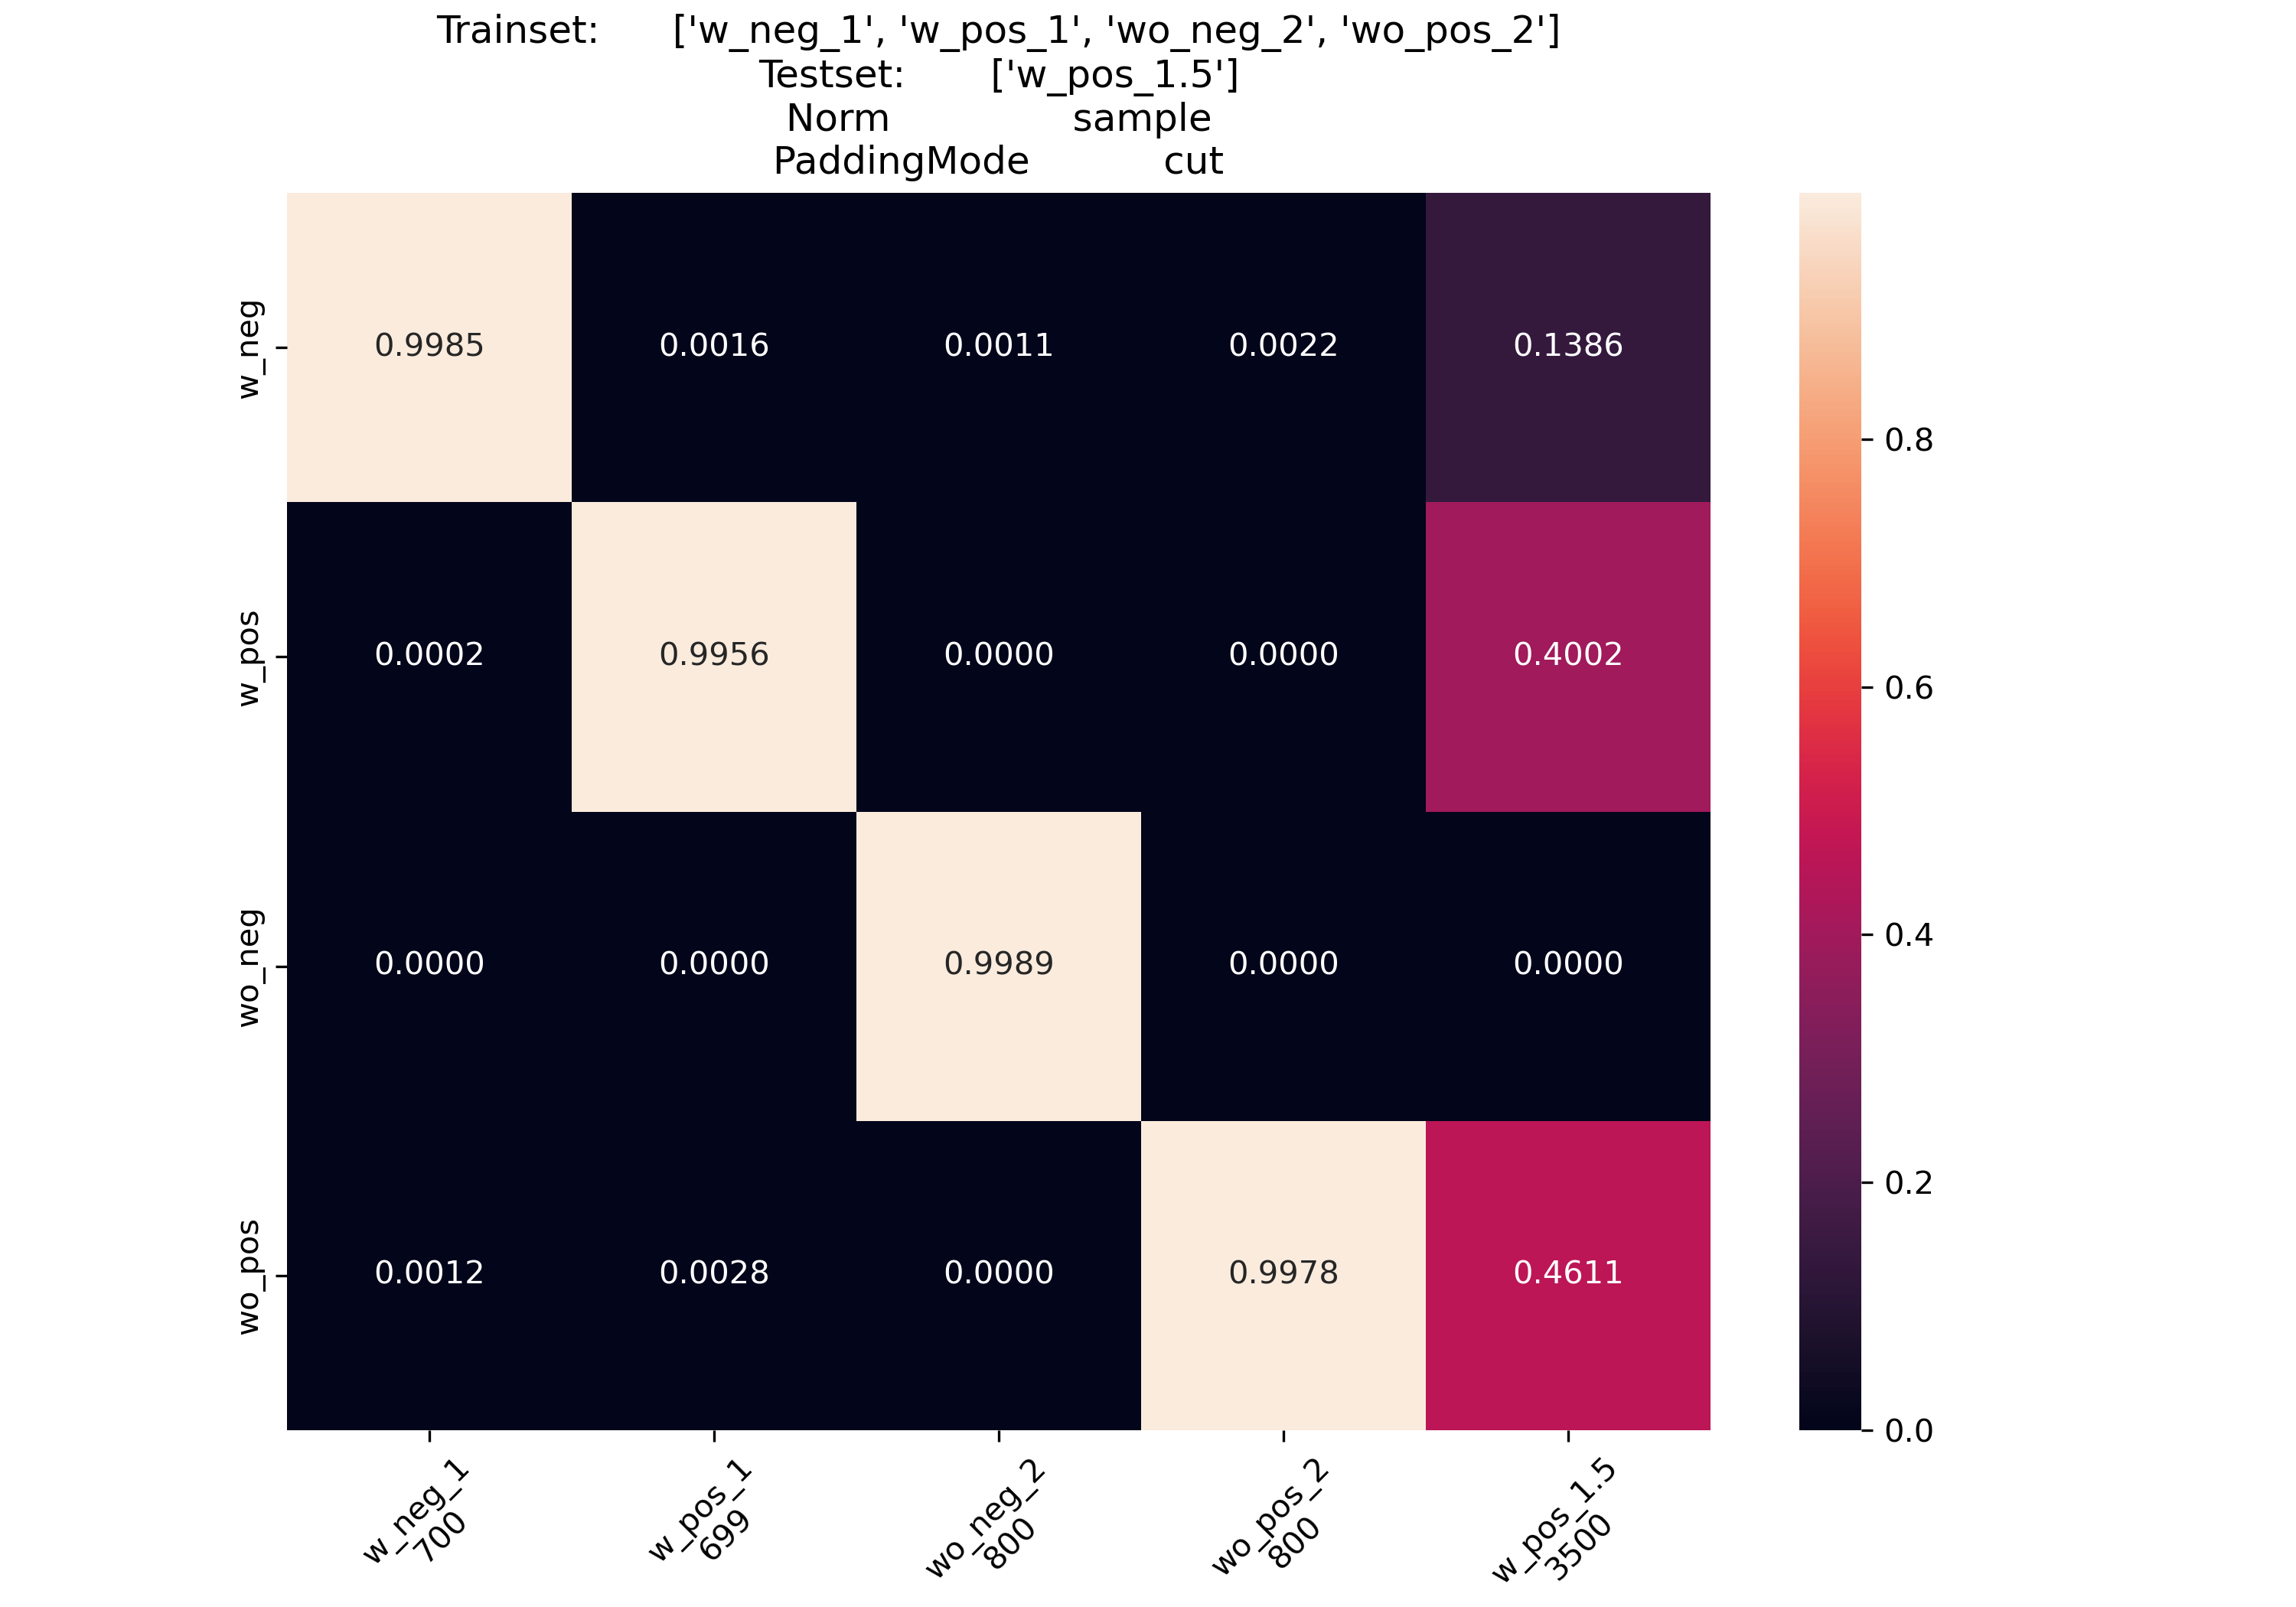 Trainset: ['w_neg_1', 'w_pos_1', 'wo_neg_2', 'wo_pos_2']
Testset: ['w_pos_1.5']
Norm sample
PaddingMode cut
w_neg
0.9985 0.0016 0.0011 0.0022 0.1386
w_pos
0.0002 0.9956 0.0000 0.0000 0.4002
wo_neg
0.0000 0.0000 0.9989 0.0000 0.0000
wo_pos
0.0012 0.0028 0.0000 0.9978 0.4611
w_neg_1
700
w_pos_1
699
wo_neg_2
800
wo_pos_2
800
w_pos_1.5
3500
0.8
0.6
0.4
0.2
0.0